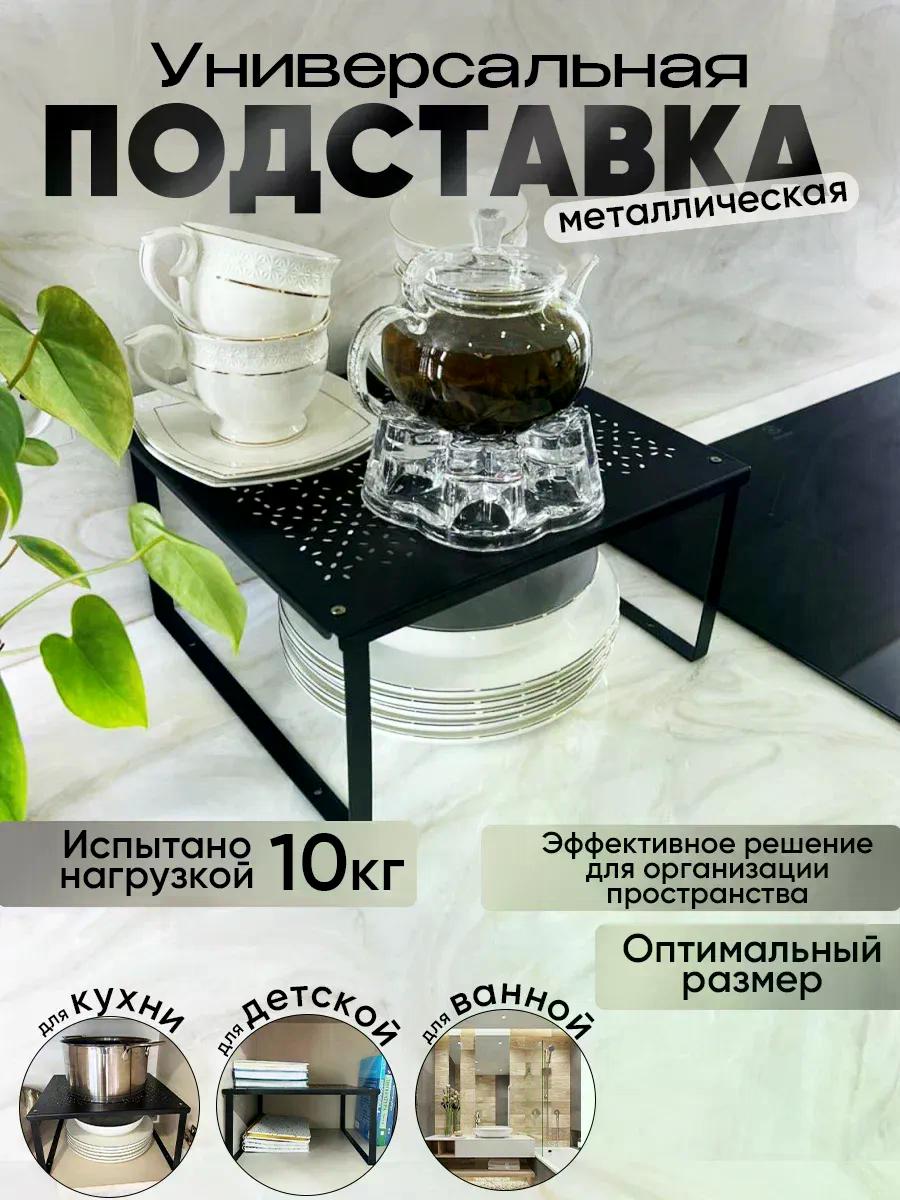 Универсальная
ПОДСТАВКА
металлическая
Испытано
нагрузкой 10кг
Эффективное решение
для организации
пространства
Оптимальный
размер
для кухни
для детской
для ванной